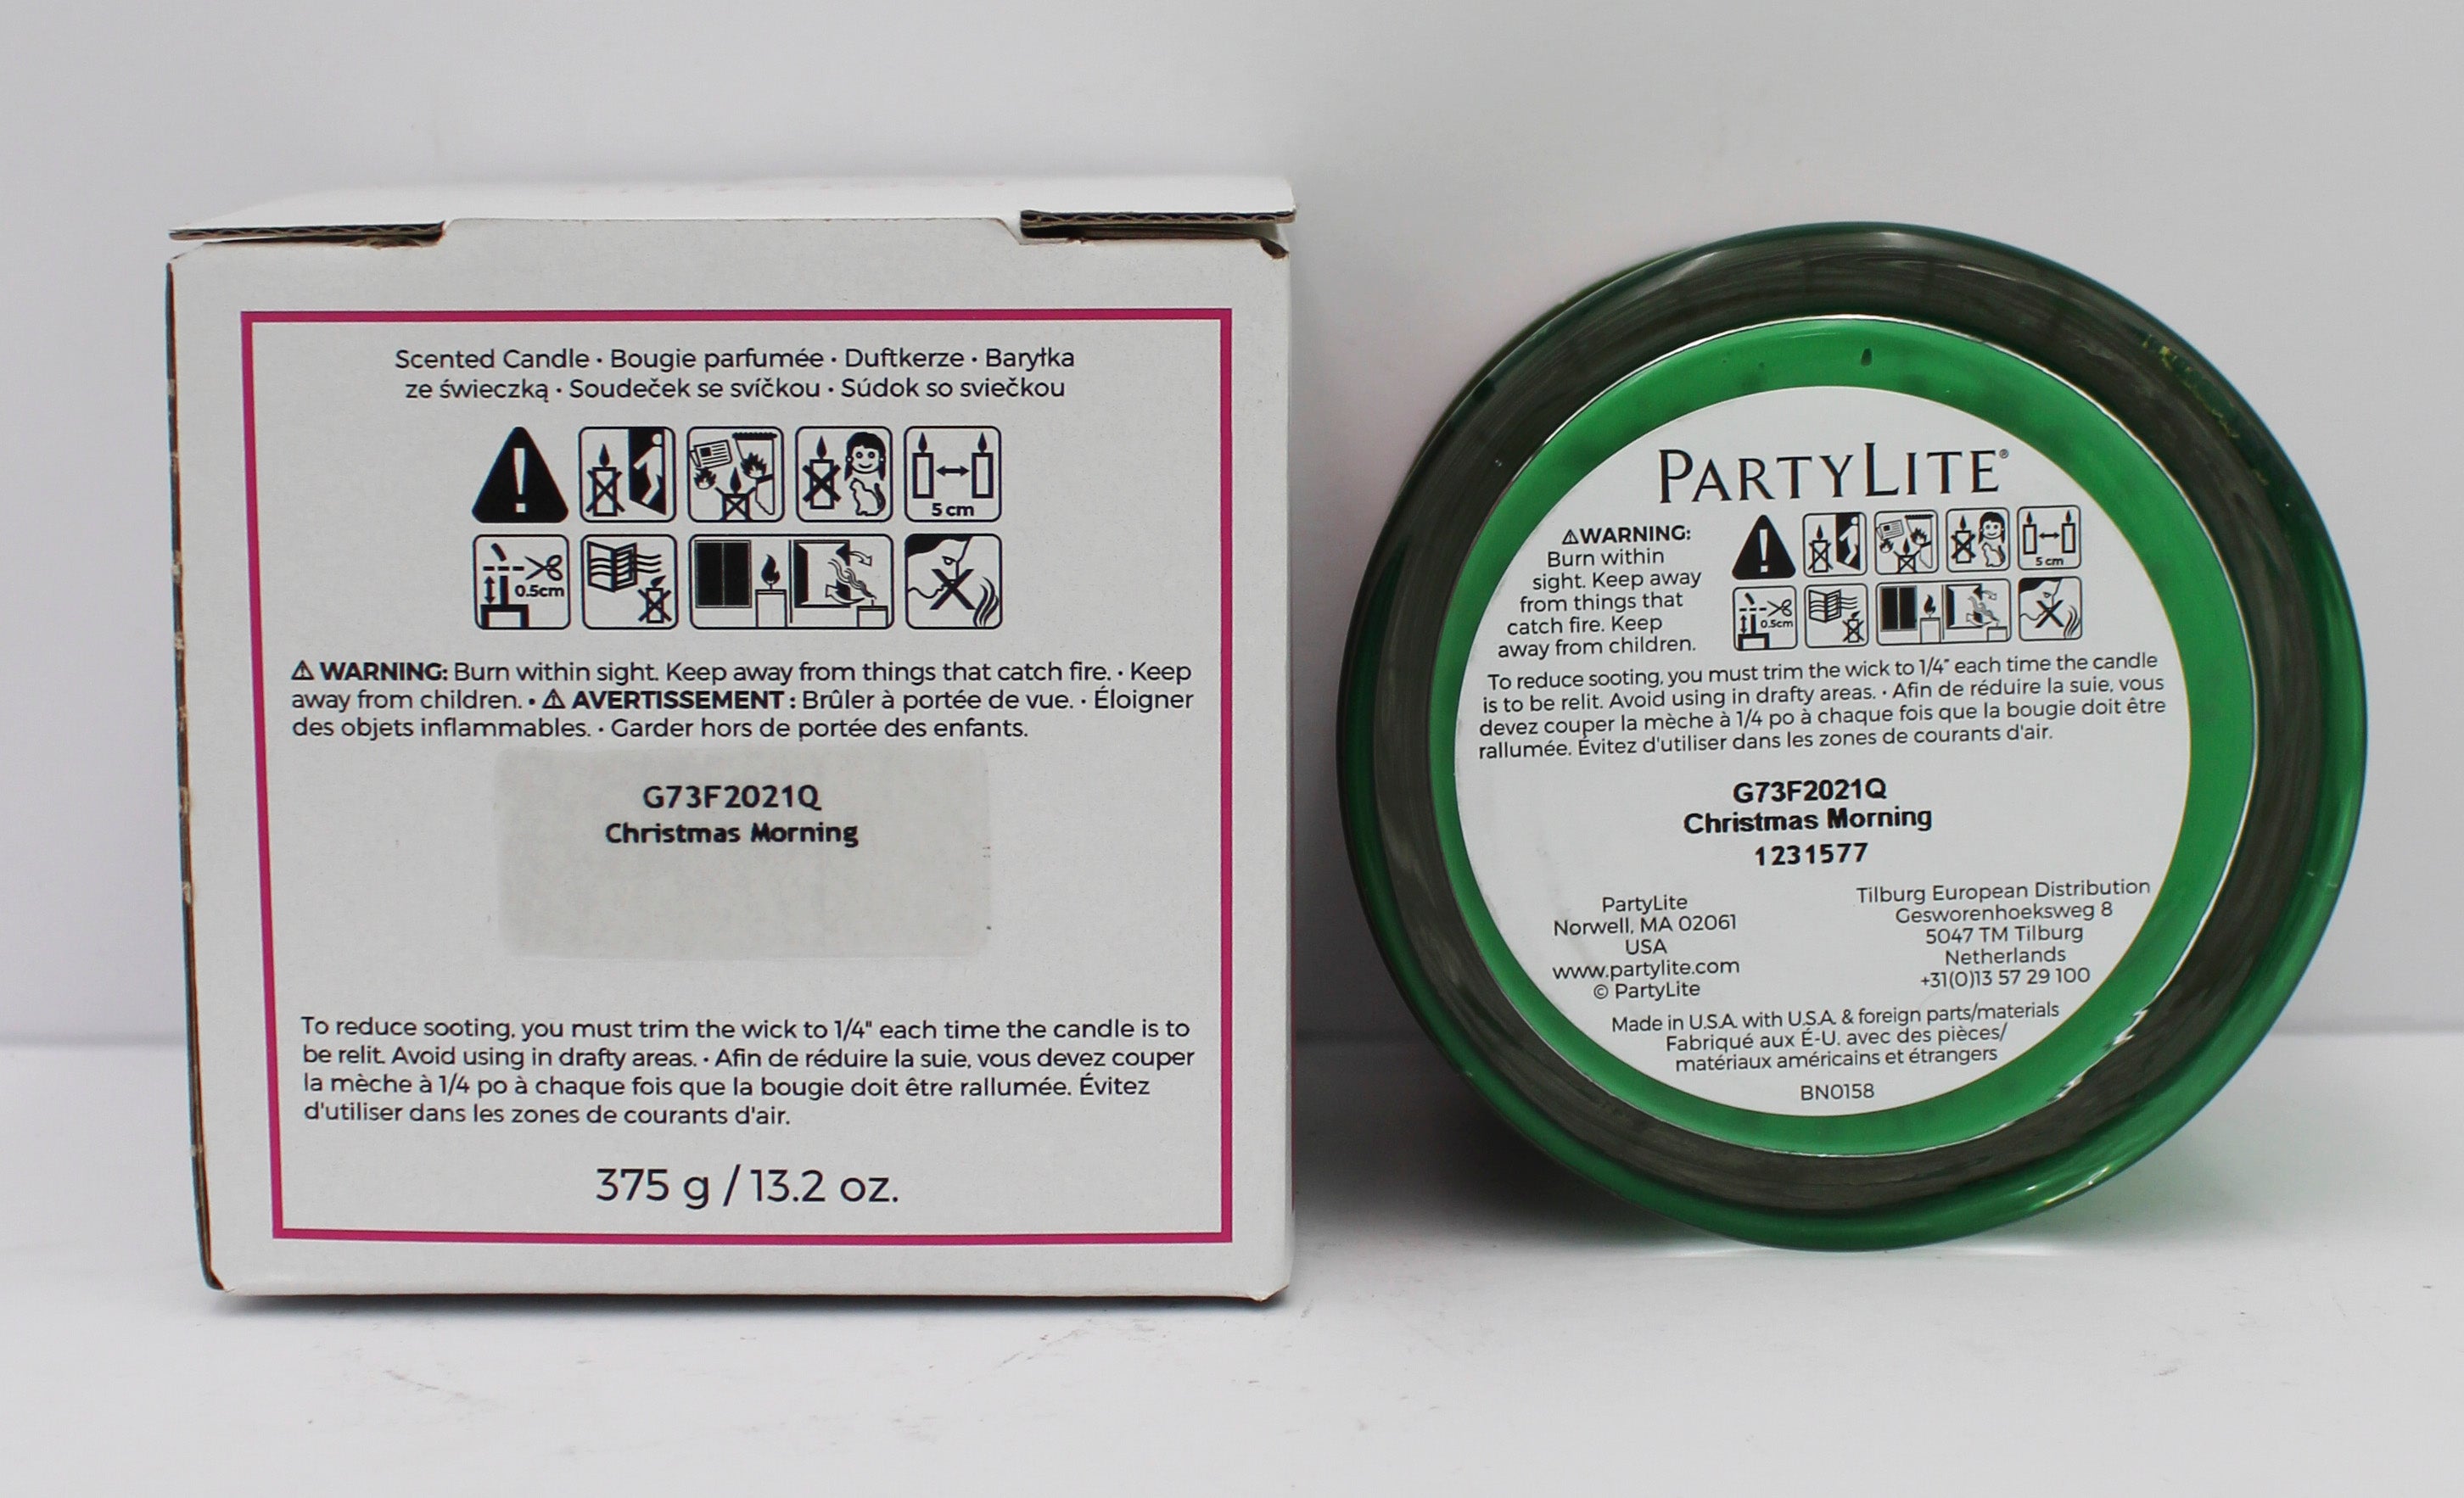 Scented Candle · Bougie parfumée · Duftkerze · Baryłka
ze świeczką · Soudeček se svíčkou · Súdok so sviečkou
5 cm
0.5cm
⚠ WARNING: Burn within sight. Keep away from things that catch fire. · Keep
away from children. · ⚠ AVERTISSEMENT : Brûler à portée de vue. · Éloigner
des objets inflammables. · Garder hors de portée des enfants.
G73F2021Q
Christmas Morning
To reduce sooting, you must trim the wick to 1/4" each time the candle is to
be relit. Avoid using in drafty areas. · Afin de réduire la suie, vous devez couper
la mèche à 1/4 po à chaque fois que la bougie doit être rallumée. Évitez
d'utiliser dans les zones de courants d'air.
375 g / 13.2 oz.
PARTYLITE®
⚠WARNING:
Burn within
sight. Keep away
from things that
catch fire. Keep
away from children.
5 cm
0.5cm
To reduce sooting, you must trim the wick to 1/4" each time the candle
is to be relit. Avoid using in drafty areas. · Afin de réduire la suie, vous
devez couper la mèche à 1/4 po à chaque fois que la bougie doit être
rallumée. Évitez d'utiliser dans les zones de courants d'air.
G73F2021Q
Christmas Morning
1231577
PartyLite
Norwell, MA 02061
USA
www.partylite.com
© PartyLite
Tilburg European Distribution
Gesworenhoeksweg 8
5047 TM Tilburg
Netherlands
+31(0)13 57 29 100
Made in U.S.A. with U.S.A. & foreign parts/materials
Fabriqué aux É-U. avec des pièces/
matériaux américains et étrangers
BN0158